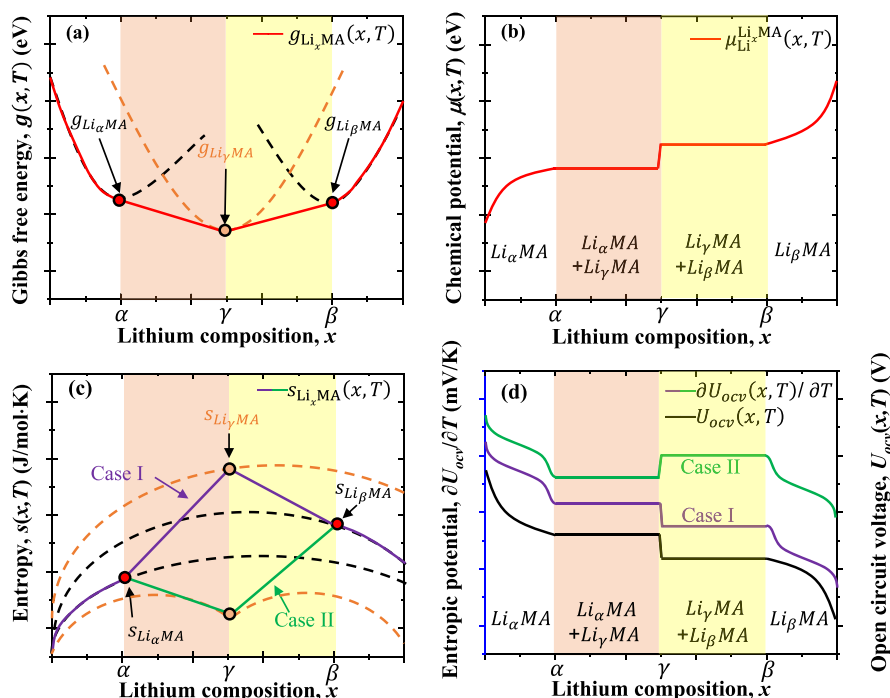 (a)
g_{Li_xMA}(x,T)
g_{Li_αMA}
g_{Li_γMA}
g_{Li_βMA}
Gibbs free energy, g(x,T) (eV)
α
γ
β
Lithium composition, x
(b)
μ_{Li}^{Li_xMA}(x,T)
Chemical potential, μ(x,T) (eV)
Li_αMA
Li_αMA
+Li_γMA
Li_γMA
+Li_βMA
Li_βMA
α
γ
β
Lithium composition, x
(c)
s_{Li_xMA}(x,T)
s_{Li_γMA}
Case I
s_{Li_βMA}
Case II
s_{Li_αMA}
Entropy, s(x,T) (J/mol·K)
α
γ
β
Lithium composition, x
(d)
∂U_{ocv}(x,T)/∂T
U_{ocv}(x,T)
Case II
Case I
Entropic potential, ∂U_{ocv}/∂T (mV/K)
Open circuit voltage, U_{ocv}(x,T) (V)
Li_αMA
Li_αMA
+Li_γMA
Li_γMA
+Li_βMA
Li_βMA
α
γ
β
Lithium composition, x